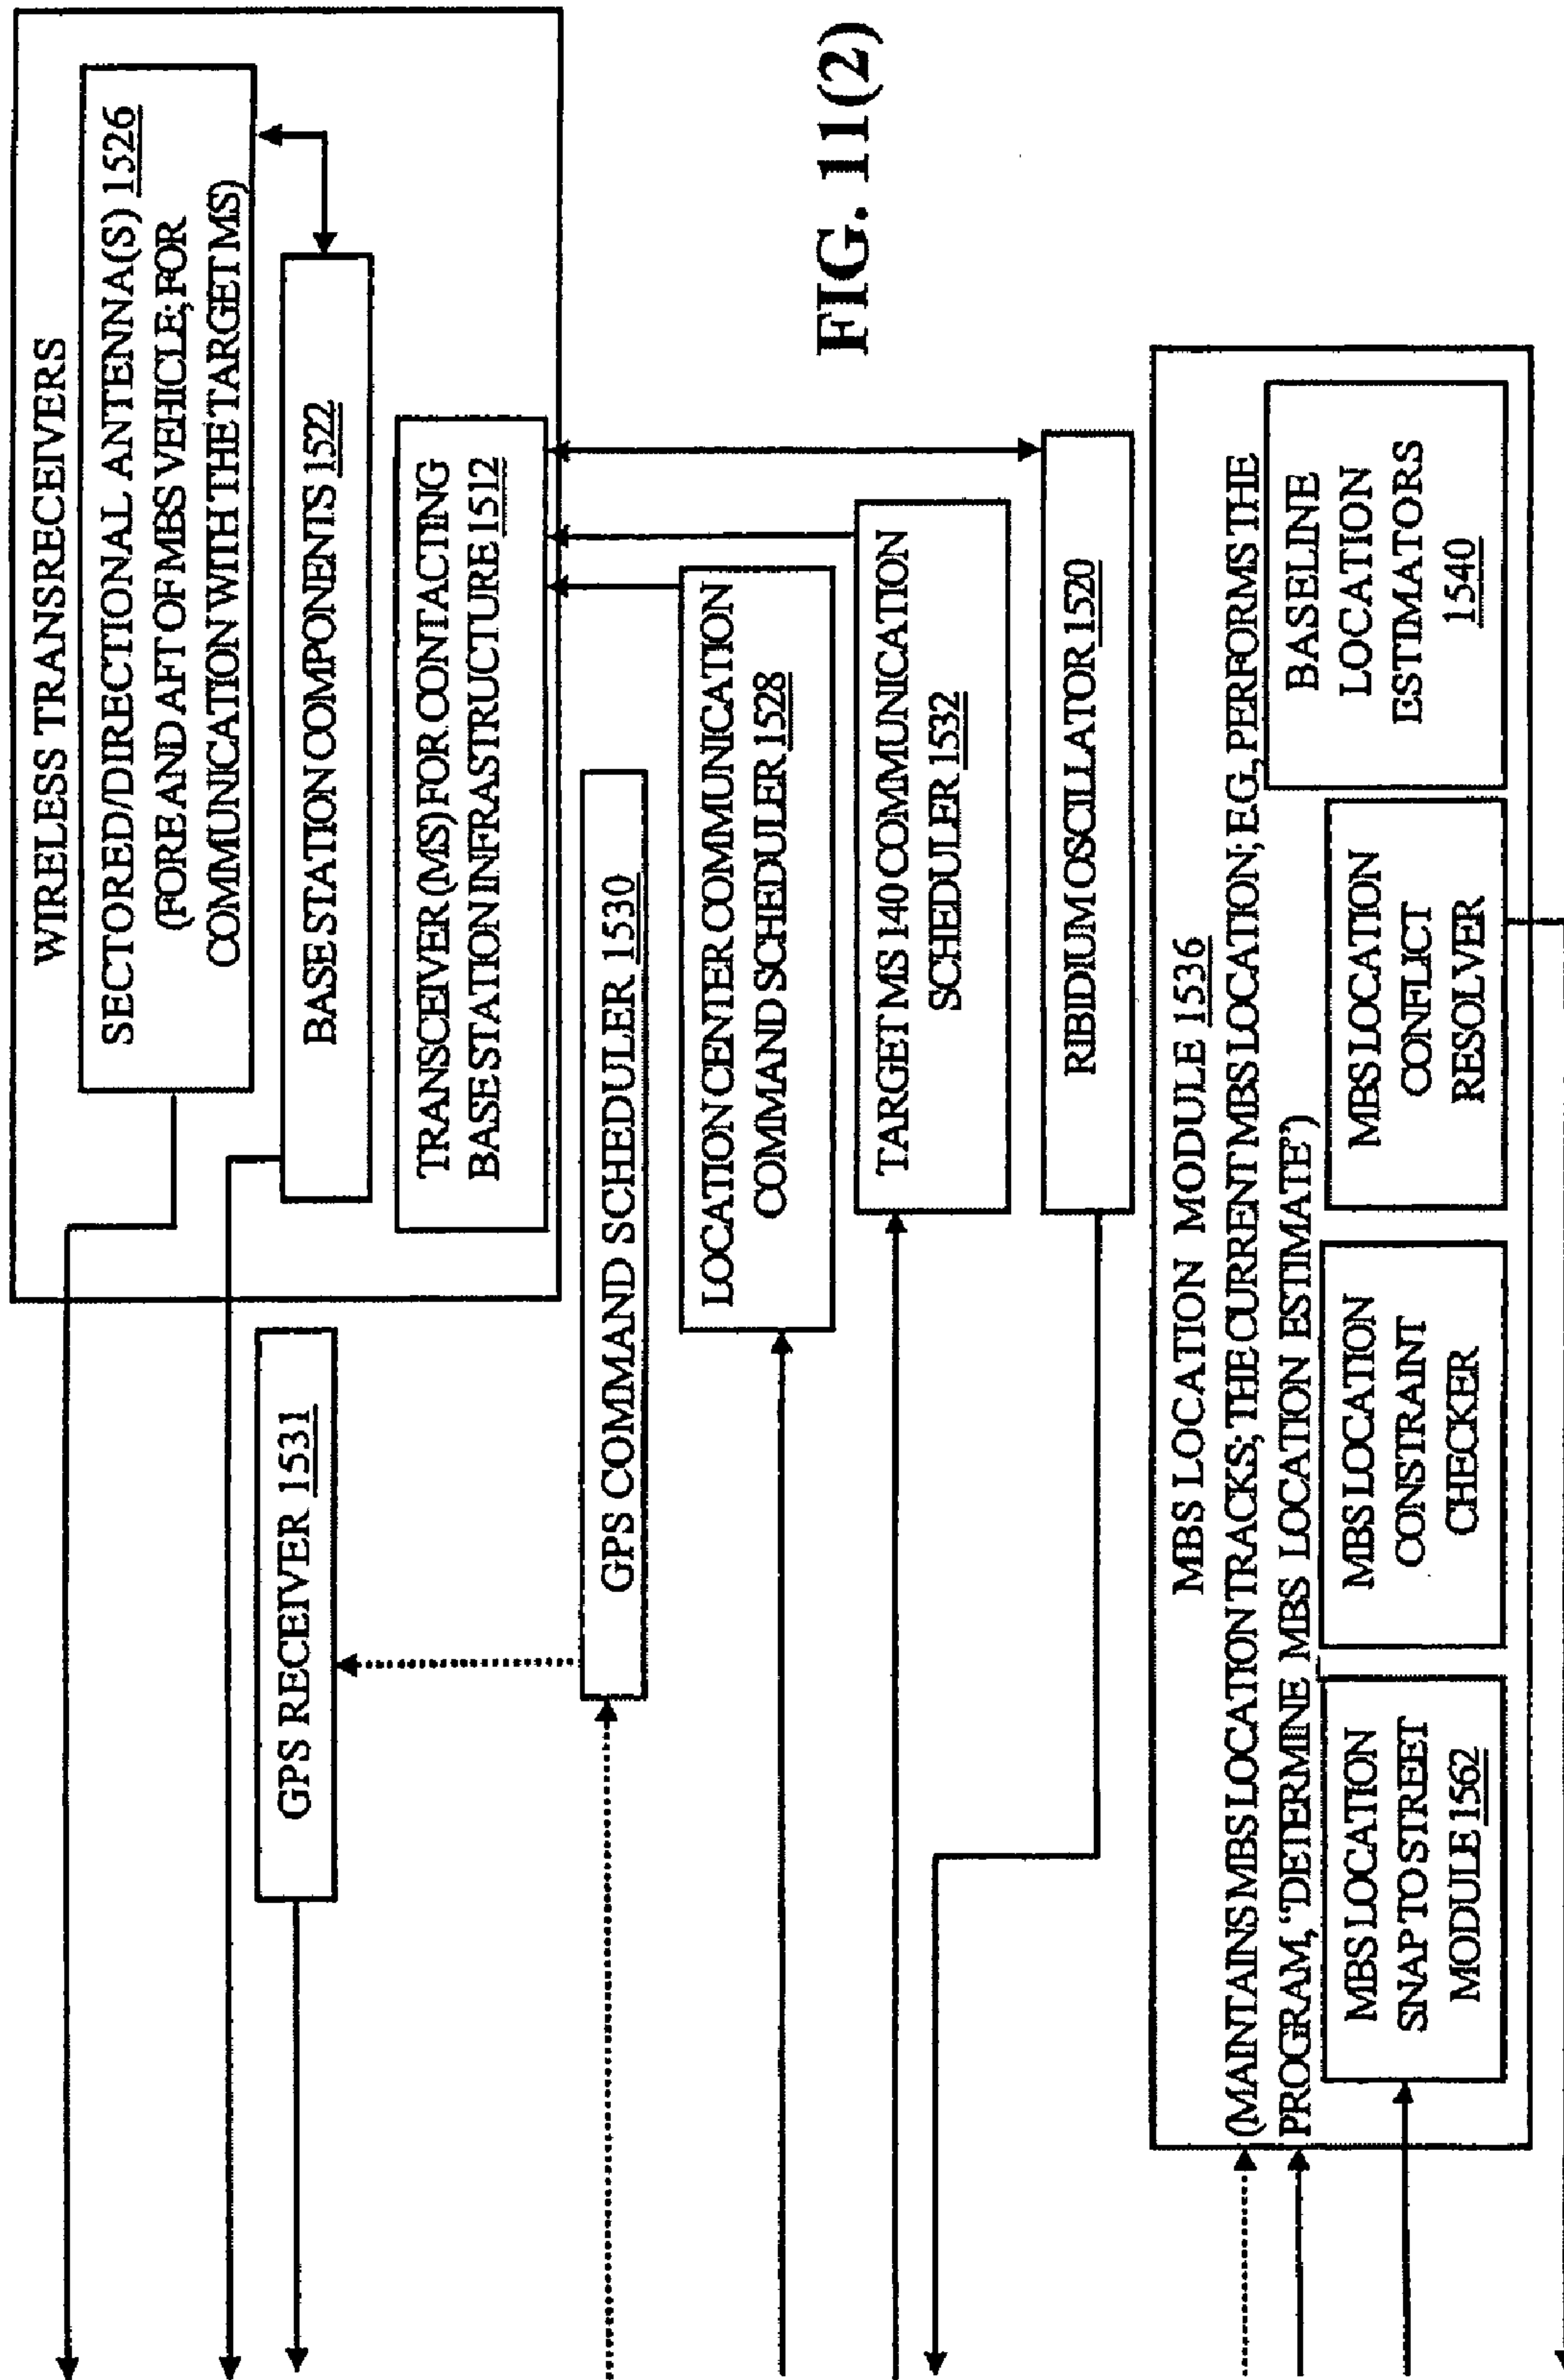 WIRELESS TRANSRECEIVERS
SECTORED/DIRECTIONAL ANTENNA(S) 1526
(FORE AND AFT OF MBS VEHICLE; FOR
COMMUNICATION WITH THE TARGET MS)
BASE STATION COMPONENTS 1522
TRANSCEIVER (MS) FOR CONTACTING
BASE STATION INFRASTRUCTURE 1512
GPS RECEIVER 1531
GPS COMMAND SCHEDULER 1530
LOCATION CENTER COMMUNICATION
COMMAND SCHEDULER 1528
TARGET MS 140 COMMUNICATION
SCHEDULER 1532
RIBIDIUM OSCILLATOR 1520
FIG. 11(2)
MBS LOCATION MODULE 1536
(MAINTAINS MBS LOCATION TRACKS; THE CURRENT MBS LOCATION; E.G., PERFORMS THE
PROGRAM, “DETERMINE MBS LOCATION ESTIMATE”)
MBS LOCATION
SNAP TO STREET
MODULE 1562
MBS LOCATION
CONSTRAINT
CHECKER
MBS LOCATION
CONFLICT
RESOLVER
BASELINE
LOCATION
ESTIMATORS
1540